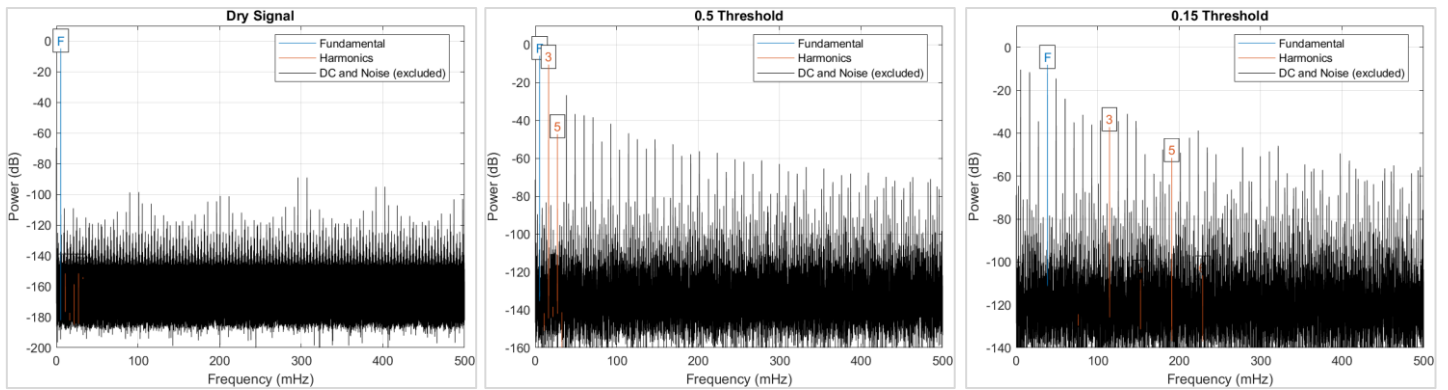 Dry Signal
0
-20
-40
-60
-80
-100
-120
-140
-160
-180
-200
Power (dB)
F
Fundamental
Harmonics
DC and Noise (excluded)
0
100
200
300
400
500
Frequency (mHz)
0.5 Threshold
0
-20
-40
-60
-80
-100
-120
-140
-160
Power (dB)
F
3
5
Fundamental
Harmonics
DC and Noise (excluded)
0
100
200
300
400
500
Frequency (mHz)
0.15 Threshold
0
-20
-40
-60
-80
-100
-120
-140
Power (dB)
F
3
5
Fundamental
Harmonics
DC and Noise (excluded)
0
100
200
300
400
500
Frequency (mHz)